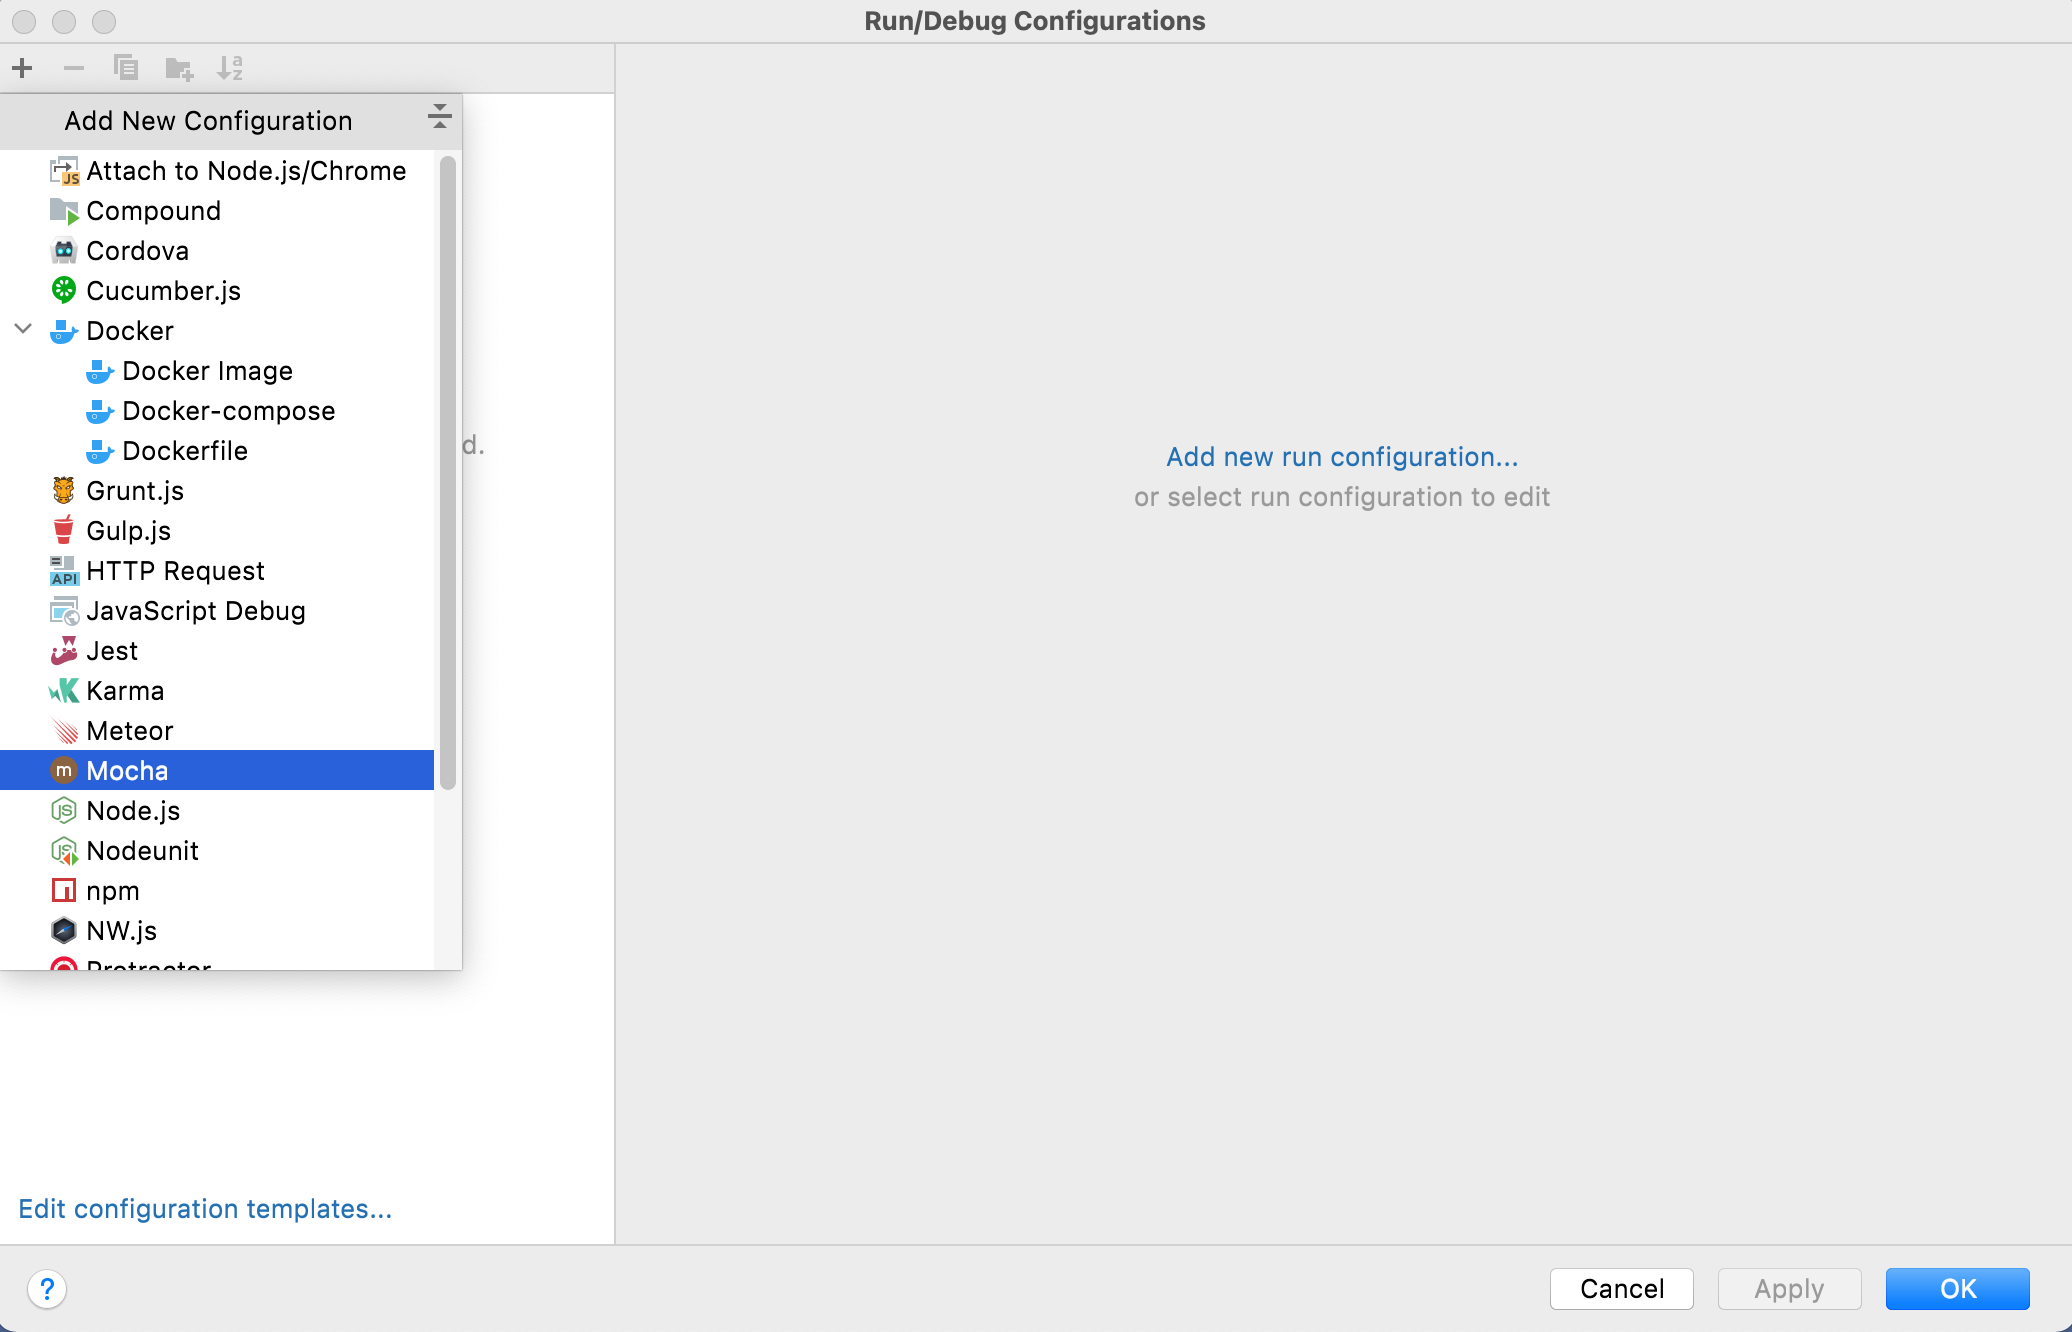 Run/Debug Configurations
Add New Configuration
Attach to Node.js/Chrome
Compound
Cordova
Cucumber.js
Docker
Docker Image
Docker-compose
Dockerfile
Grunt.js
Gulp.js
HTTP Request
JavaScript Debug
Jest
Karma
Meteor
Mocha
Node.js
Nodeunit
npm
NW.js
Protractor
d.
Add new run configuration...
or select run configuration to edit
Edit configuration templates...
?
Cancel
Apply
OK